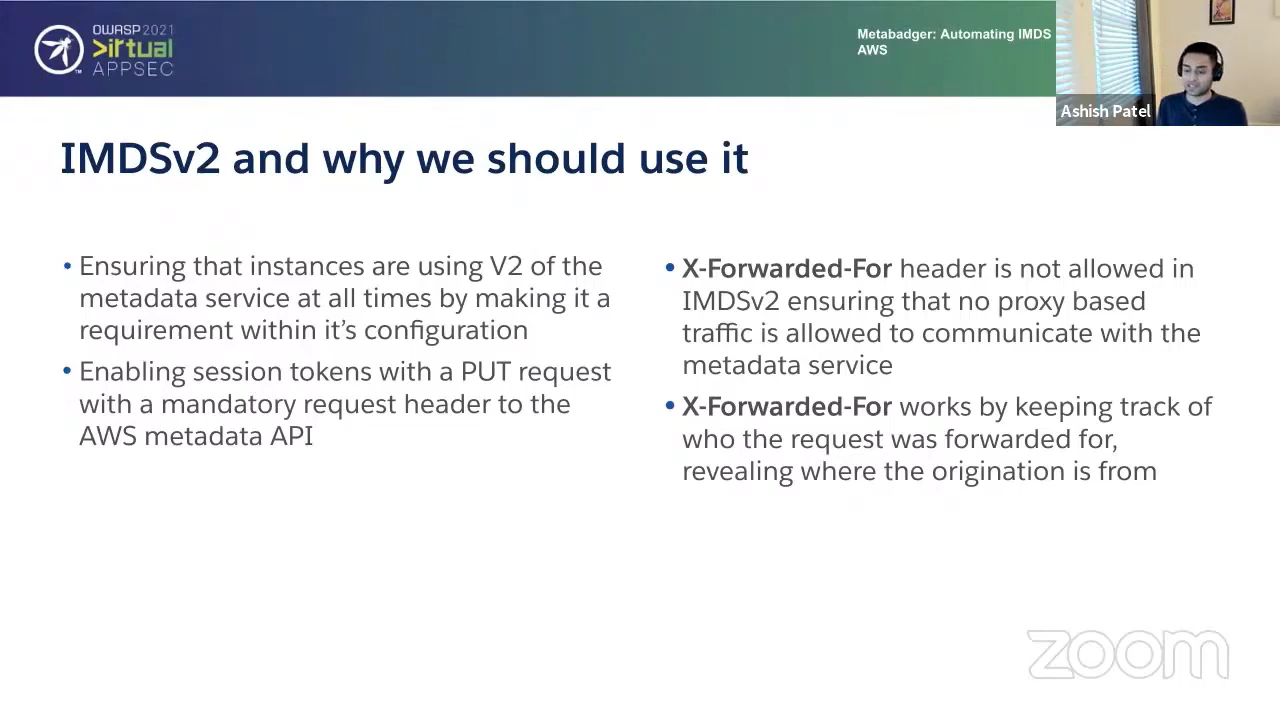 OWASP 2021
Virtual
APPSEC
TM
Metabadger: Automating IMDS
AWS
Ashish Patel
IMDSv2 and why we should use it
• Ensuring that instances are using V2 of the
metadata service at all times by making it a
requirement within it’s configuration
• Enabling session tokens with a PUT request
with a mandatory request header to the
AWS metadata API
• X-Forwarded-For header is not allowed in
IMDSv2 ensuring that no proxy based
traffic is allowed to communicate with the
metadata service
• X-Forwarded-For works by keeping track of
who the request was forwarded for,
revealing where the origination is from
zoom